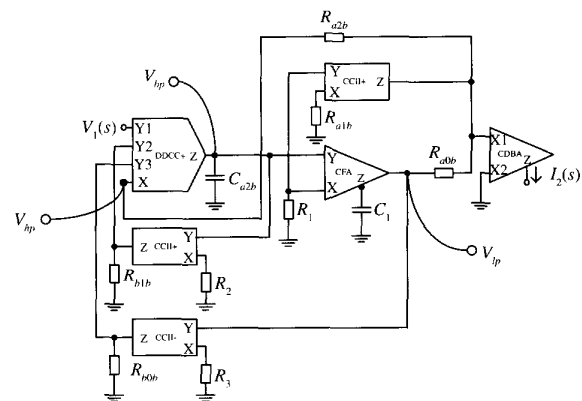 R_{a2b}
V_{bp}
Y
CCII+
Z
X
R_{a1b}
V_1(s)
Y1
Y2
Y3
X
DDCC+
Z
C_{a2b}
Y
CFA
Z
X
R_{a0b}
X1
CDBA
X2
Z
I_2(s)
R_1
C_1
V_{hp}
V_{lp}
Z
CCII+
Y
X
R_{b1b}
R_2
Z
CCII-
Y
X
R_{b0b}
R_3